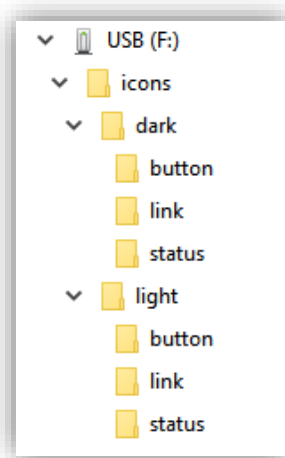 USB (F:)
icons
dark
button
link
status
light
button
link
status